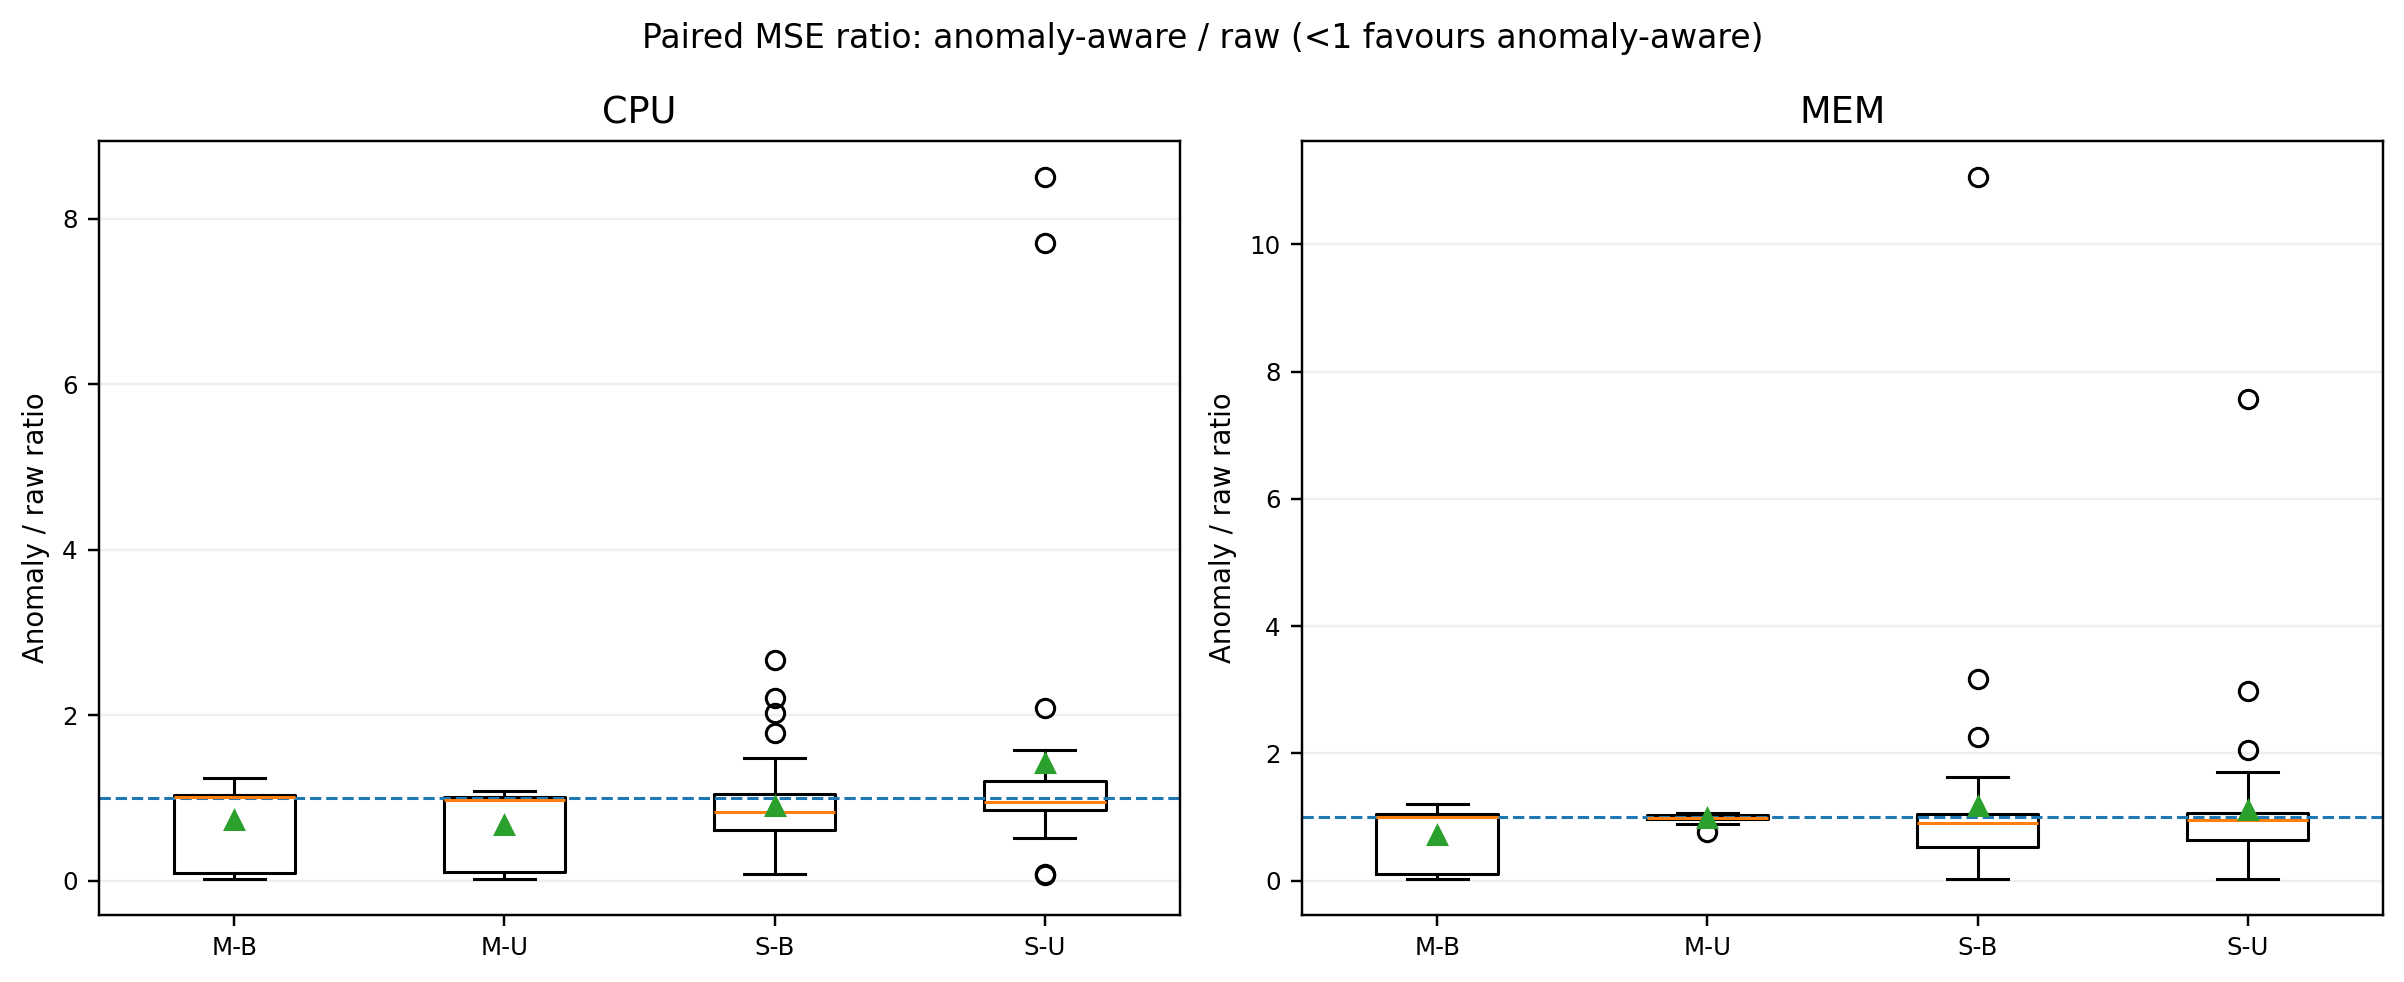 Paired MSE ratio: anomaly-aware / raw (<1 favours anomaly-aware)
CPU
Anomaly / raw ratio
8
6
4
2
0
M-B M-U S-B S-U
MEM
Anomaly / raw ratio
10
8
6
4
2
0
M-B M-U S-B S-U